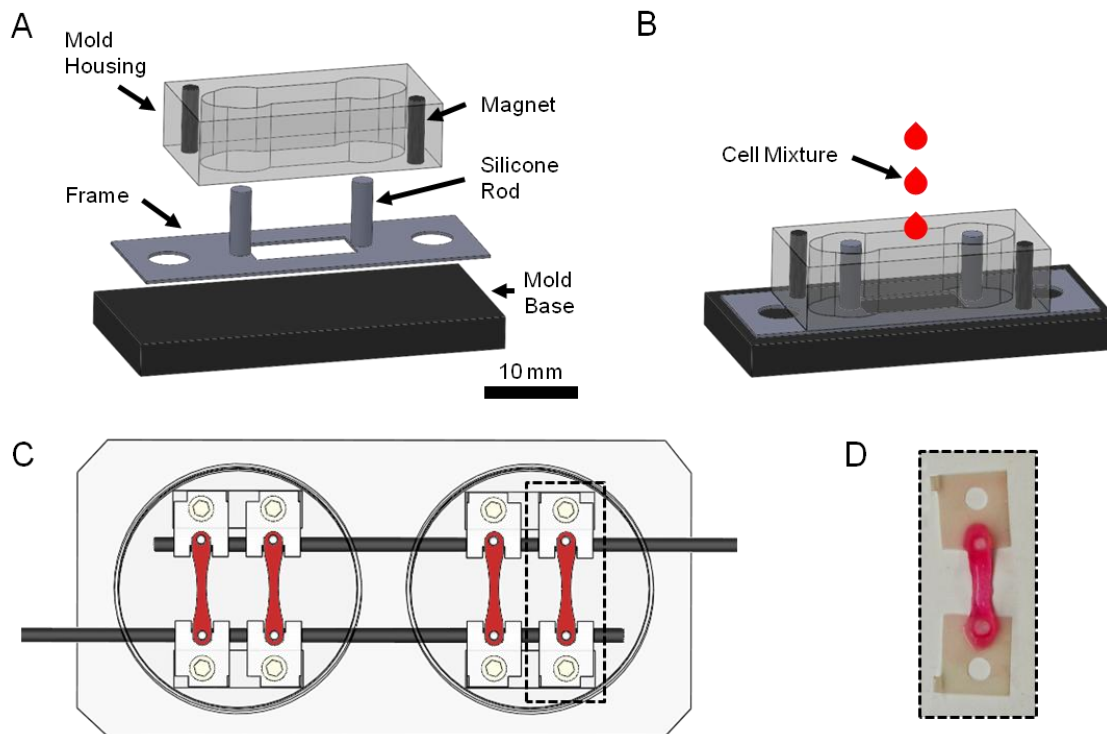 A
B
Mold
Housing
Magnet
Silicone
Rod
Frame
Mold
Base
10 mm
Cell Mixture
C
D